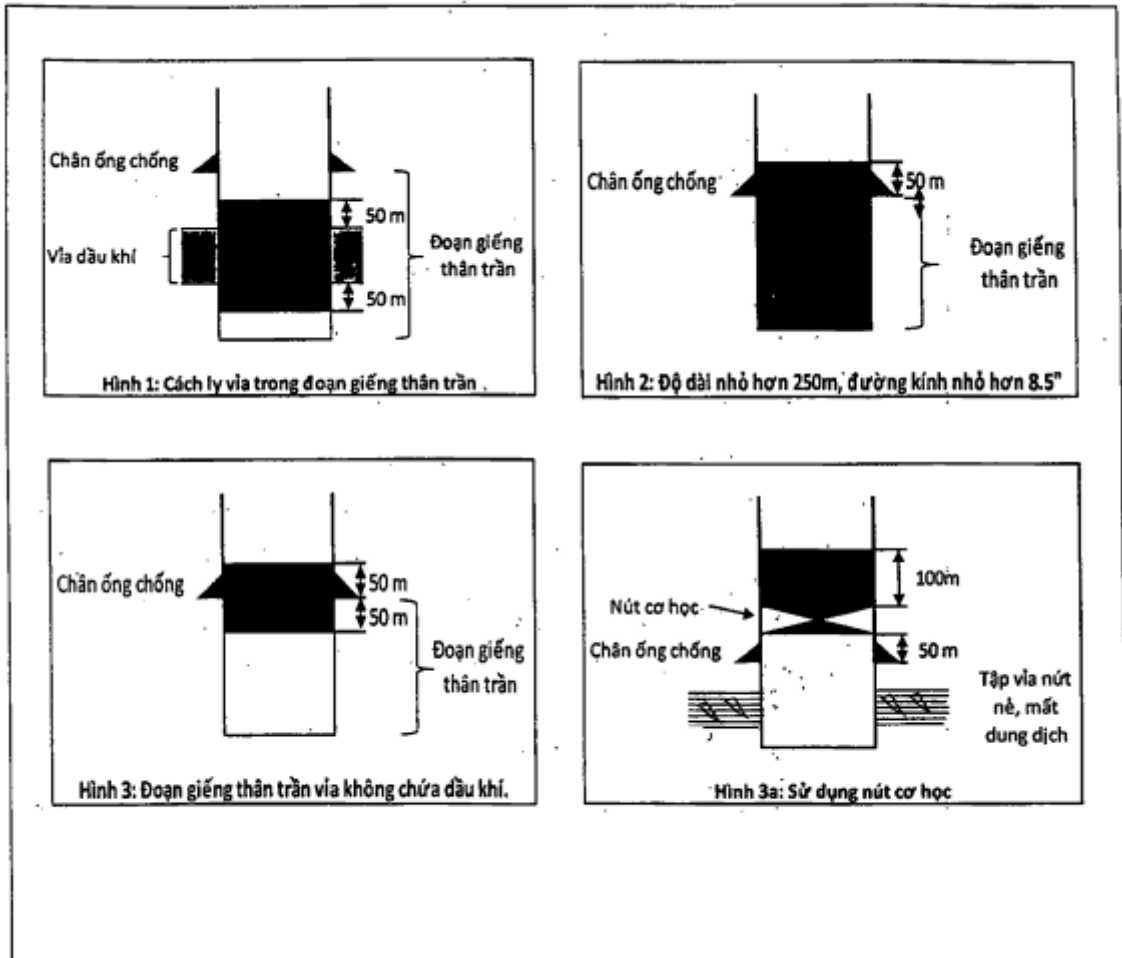 Chân ống chống
Vỉa dầu khí
50 m
50 m
Đoạn giếng
thân trần
Hình 1: Cách ly vỉa trong đoạn giếng thân trần
Chân ống chống
50 m
Đoạn giếng
thân trần
Hình 2: Độ dài nhỏ hơn 250m, đường kính nhỏ hơn 8.5"
Chân ống chống
50 m
50 m
Đoạn giếng
thân trần
Hình 3: Đoạn giếng thân trần vỉa không chứa dầu khí.
Nút cơ học
Chân ống chống
100m
50 m
Tập vỉa nứt
nẻ, mất
dung dịch
Hình 3a: Sử dụng nút cơ học